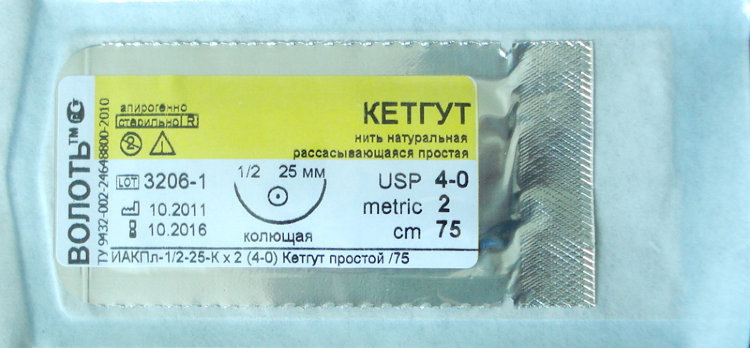 ВОЛОТЬ™
ТУ 9432-002-24648800-2010
апирогенно
стерильно R
КЕТГУТ
нить натуральная
рассасывающаяся простая
LOT 3206-1
10.2011
10.2016
1/2 25 мм
колющая
USP 4-0
metric 2
cm 75
ИАКПл-1/2-25-К х 2 (4-0) Кетгут простой /75